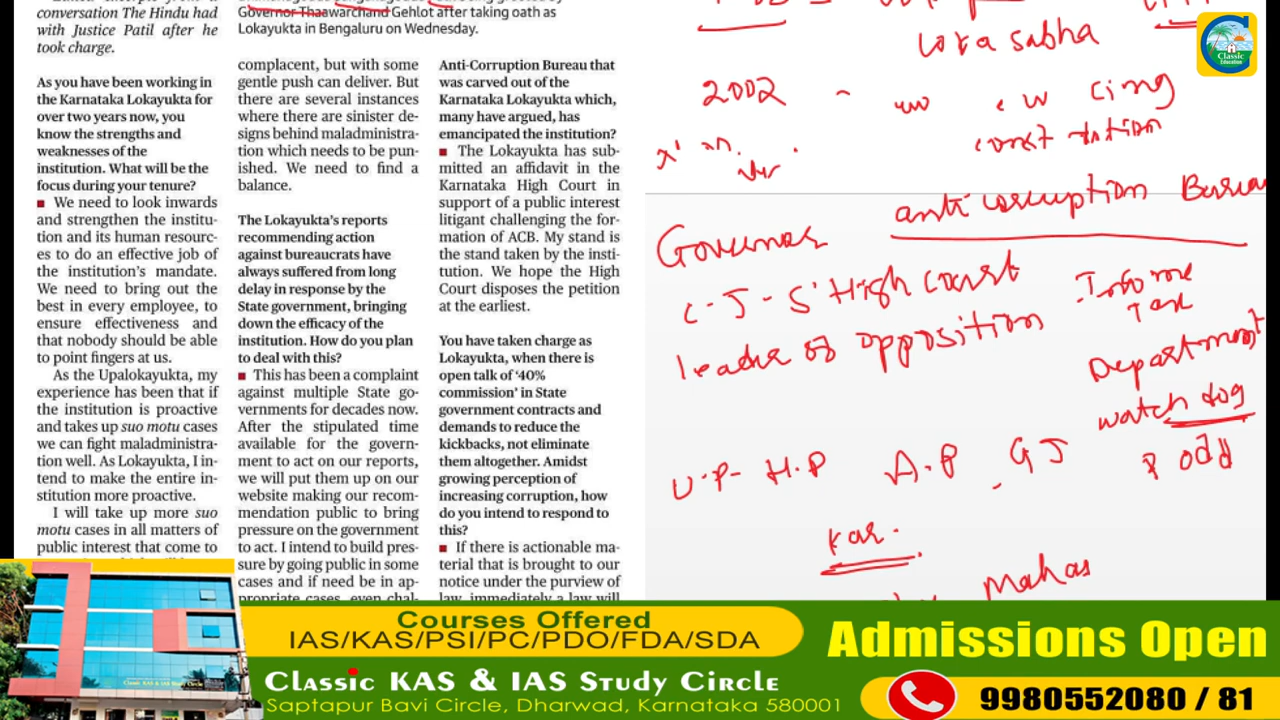 conversation The Hindu had
with Justice Patil after he
took charge.
As you have been working in
the Karnataka Lokayukta for
over two years now, you
know the strengths and
weaknesses of the
institution. What will be the
focus during your tenure?
■ We need to look inwards
and strengthen the institu-
tion and its human resourc-
es to do an effective job of
the institution's mandate.
We need to bring out the
best in every employee, to
ensure effectiveness and
that nobody should be able
to point fingers at us.
As the Upalokayukta, my
experience has been that if
the institution is proactive
and takes up suo motu cases
we can fight maladministra-
tion well. As Lokayukta, I in-
tend to make the entire in-
stitution more proactive.
I will take up more suo
motu cases in all matters of
public interest that come to
Governor Thaawarchand Gehlot after taking oath as
Lokayukta in Bengaluru on Wednesday.
complacent, but with some
gentle push can deliver. But
there are several instances
where there are sinister de-
signs behind maladministra-
tion which needs to be pun-
ished. We need to find a
balance.
The Lokayukta's reports
recommending action
against bureaucrats have
always suffered from long
delay in response by the
State government, bringing
down the efficacy of the
institution. How do you plan
to deal with this?
■ This has been a complaint
against multiple State go-
vernments for decades now.
After the stipulated time
available for the govern-
ment to act on our reports,
we will put them up on our
website making our recom-
mendation public to bring
pressure on the government
to act. I intend to build pres-
sure by going public in some
cases and if need be in ap-
propriate cases, even chal-
Anti-Corruption Bureau that
was carved out of the
Karnataka Lokayukta which,
many have argued, has
emancipated the institution?
■ The Lokayukta has sub-
mitted an affidavit in the
Karnataka High Court in
support of a public interest
litigant challenging the for-
mation of ACB. My stand is
the stand taken by the insti-
tution. We hope the High
Court disposes the petition
at the earliest.
You have taken charge as
Lokayukta, when there is
open talk of '40%
commission' in State
government contracts and
demands to reduce the
kickbacks, not eliminate
them altogether. Amidst
growing perception of
increasing corruption, how
do you intend to respond to
this?
■ If there is actionable ma-
terial that is brought to our
notice under the purview of
law, immediately a law will
Loka sabha
2002 -
anti corruption Bureau
Governor
C-J-S' High court
leader of opposition
Income
Tax
Department
watch dog
U.P- H.P A.P GJ
Kar.
Mahas
Classic
Education
Classic KAS & IAS Study Circle
Courses Offered
IAS/KAS/PSI/PC/PDO/FDA/SDA
Classic KAS & IAS Study Circle
Saptapur Bavi Circle, Dharwad, Karnataka 580001
Admissions Open
9980552080 / 81